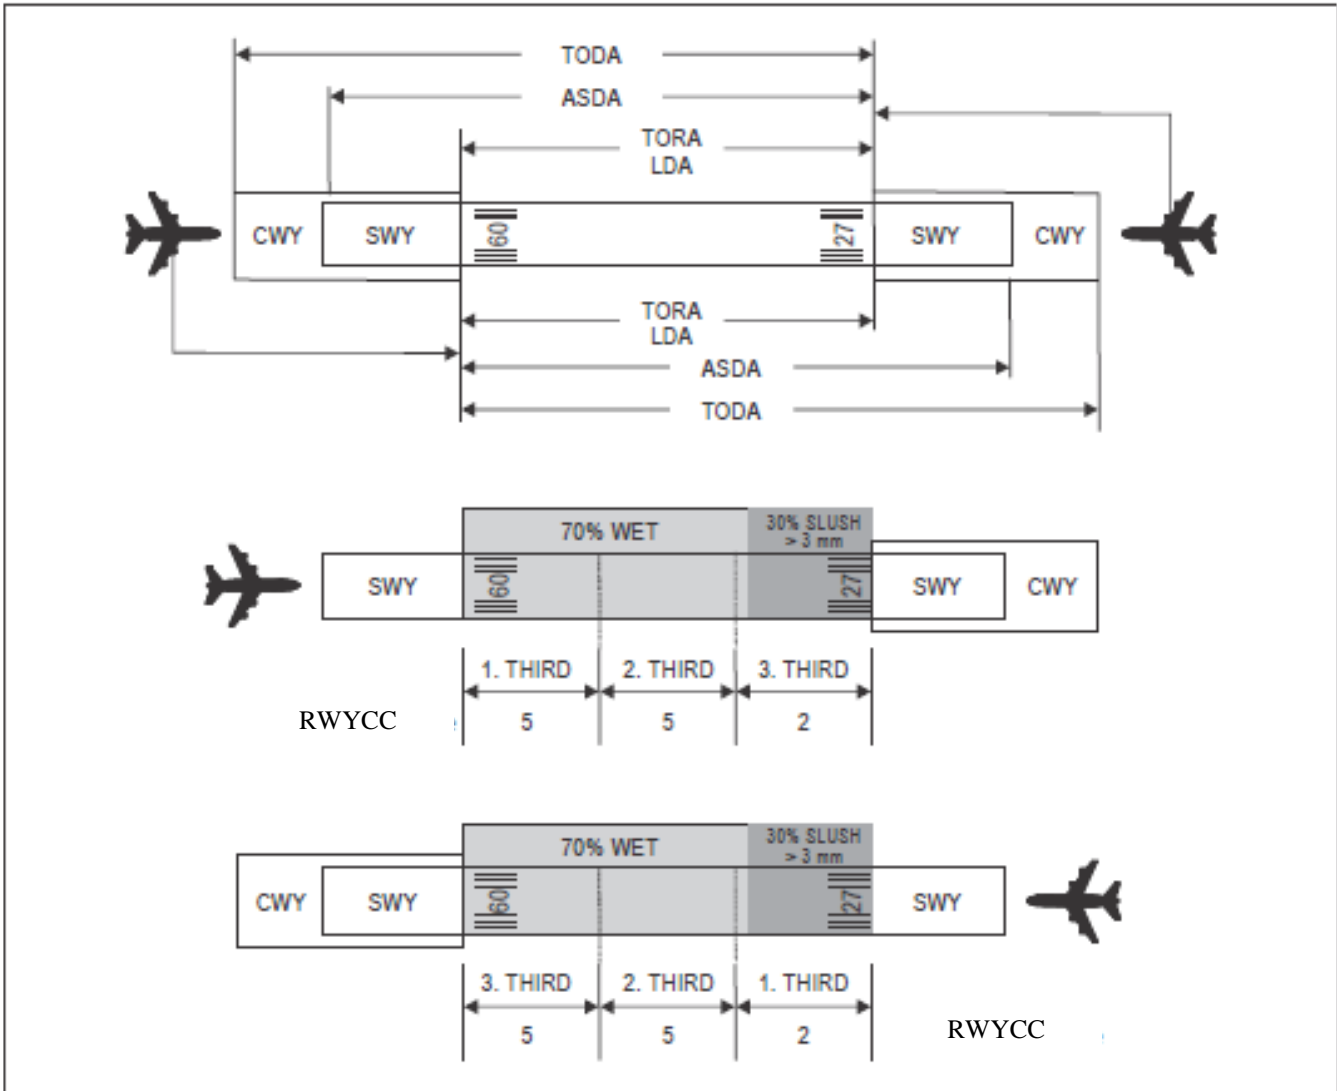 TODA
ASDA
TORA
LDA
CWY SWY 09 27 SWY CWY
TORA
LDA
ASDA
TODA
70% WET 30% SLUSH
> 3 mm
SWY 09 27 SWY CWY
1. THIRD 2. THIRD 3. THIRD
RWYCC 5 5 2
70% WET 30% SLUSH
> 3 mm
CWY SWY 09 27 SWY
3. THIRD 2. THIRD 1. THIRD
5 5 2 RWYCC